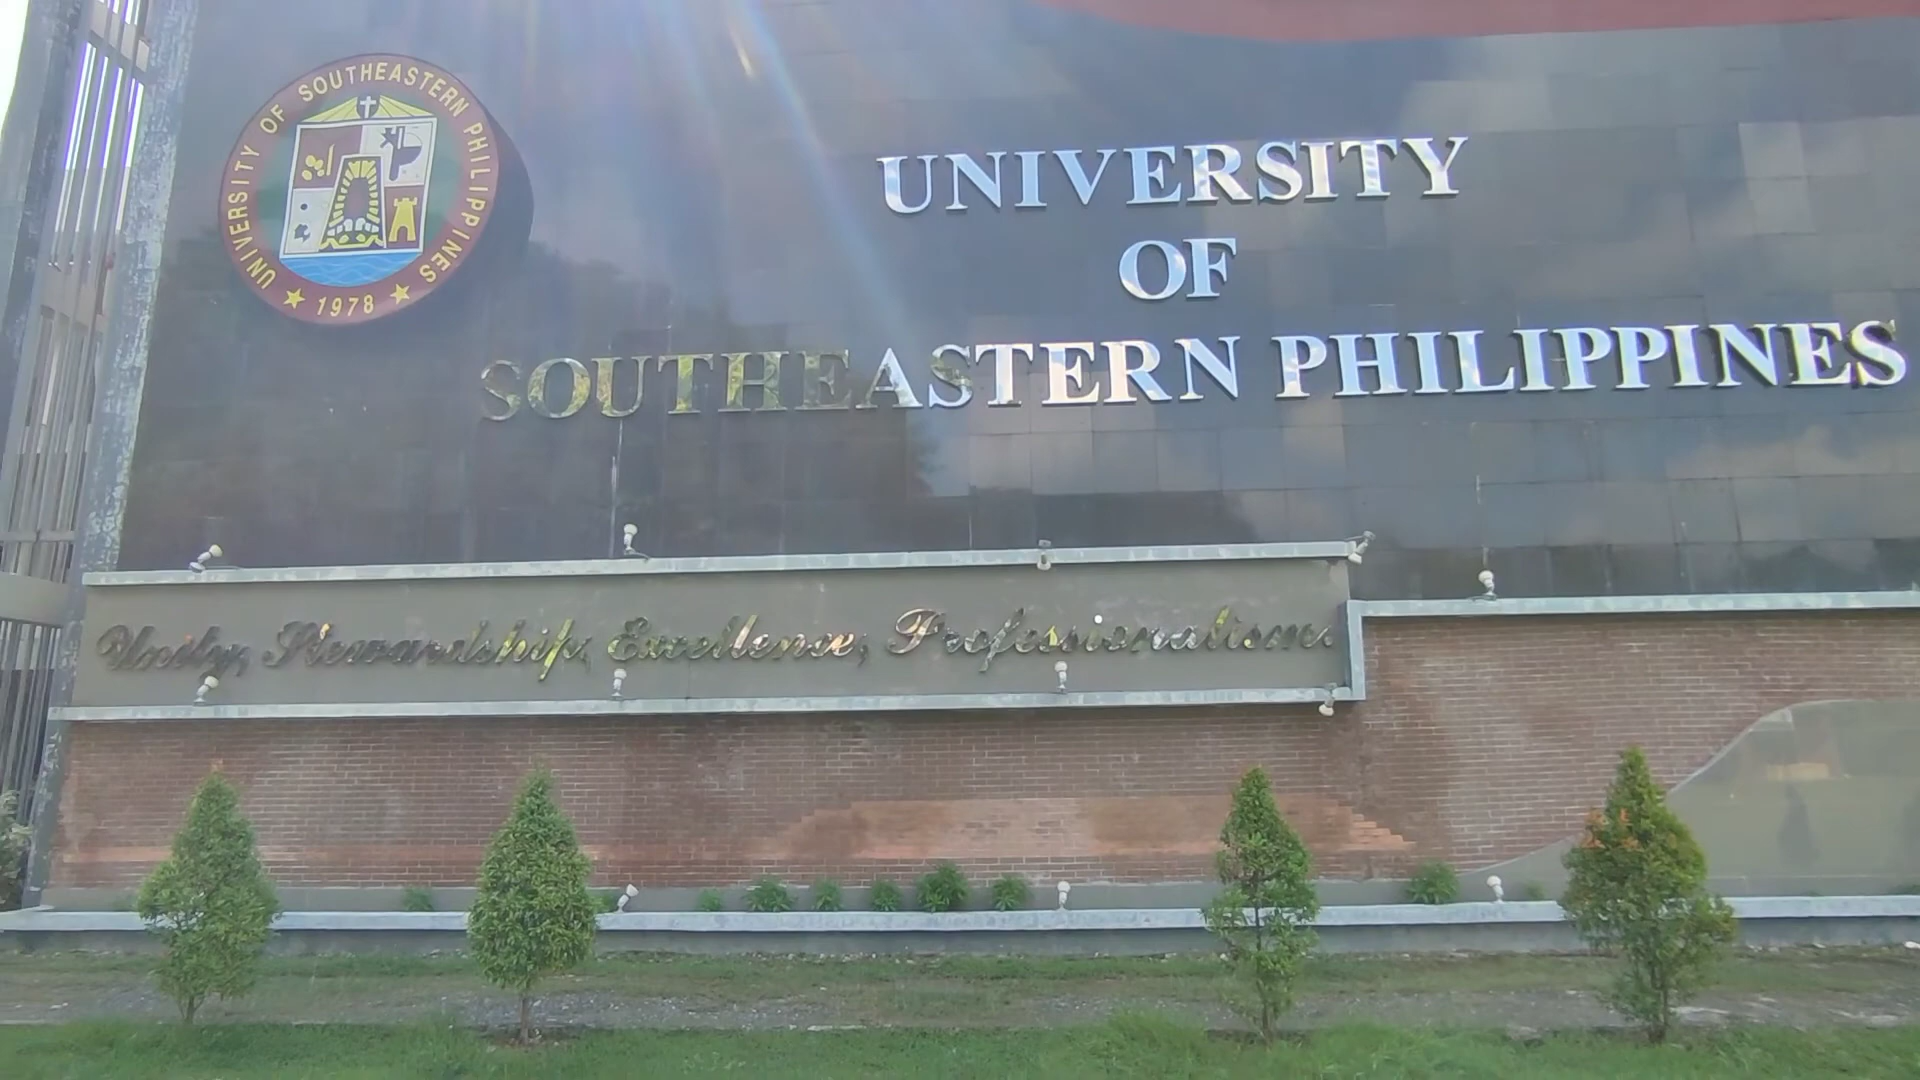 UNIVERSITY OF SOUTHEASTERN PHILIPPINES
1978
UNIVERSITY
OF
SOUTHEASTERN PHILIPPINES
Unity, Stewardship, Excellence, Professionalism.